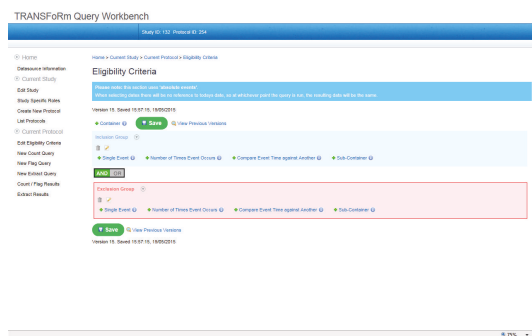 TRANSFoRm Query Workbench
Study ID: 132 Protocol ID: 254
Home
Datasource Information
Current Study
Edit Study
Study Specific Roles
Create New Protocol
List Protocols
Current Protocol
Edit Eligibility Criteria
New Count Query
New Flag Query
New Extract Query
Count / Flag Results
Extract Results
Home > Current Study > Current Protocol > Eligibility Criteria
Eligibility Criteria
Please note: this section uses 'absolute events'.
When selecting dates there will be no reference to todays date, so at whichever point the query is run, the resulting data will be the same.
Version 15. Saved 15:57:15, 19/05/2015.
Container Save View Previous Versions
Inclusion Group
Single Event Number of Times Event Occurs Compare Event Time against Another Sub-Container
AND OR
Exclusion Group
Single Event Number of Times Event Occurs Compare Event Time against Another Sub-Container
Save View Previous Versions
Version 15. Saved 15:57:15, 19/05/2015.
75%